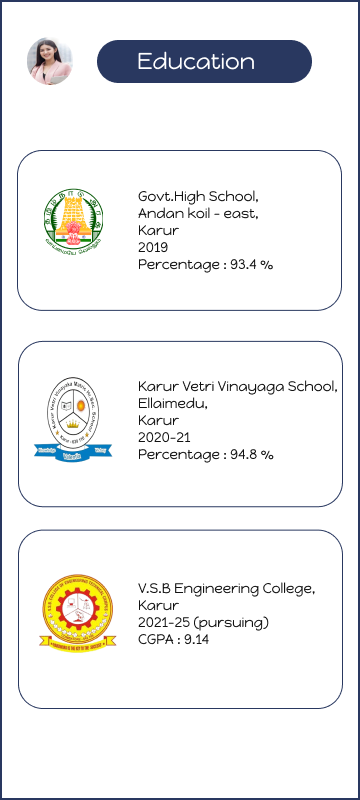 Education
Govt.High School,
Andan koil - east,
Karur
2019
Percentage : 93.4 %
Karur Vetri Vinayaga School,
Ellaimedu,
Karur
2020-21
Percentage : 94.8 %
V.S.B Engineering College,
Karur
2021-25 (pursuing)
CGPA : 9.14